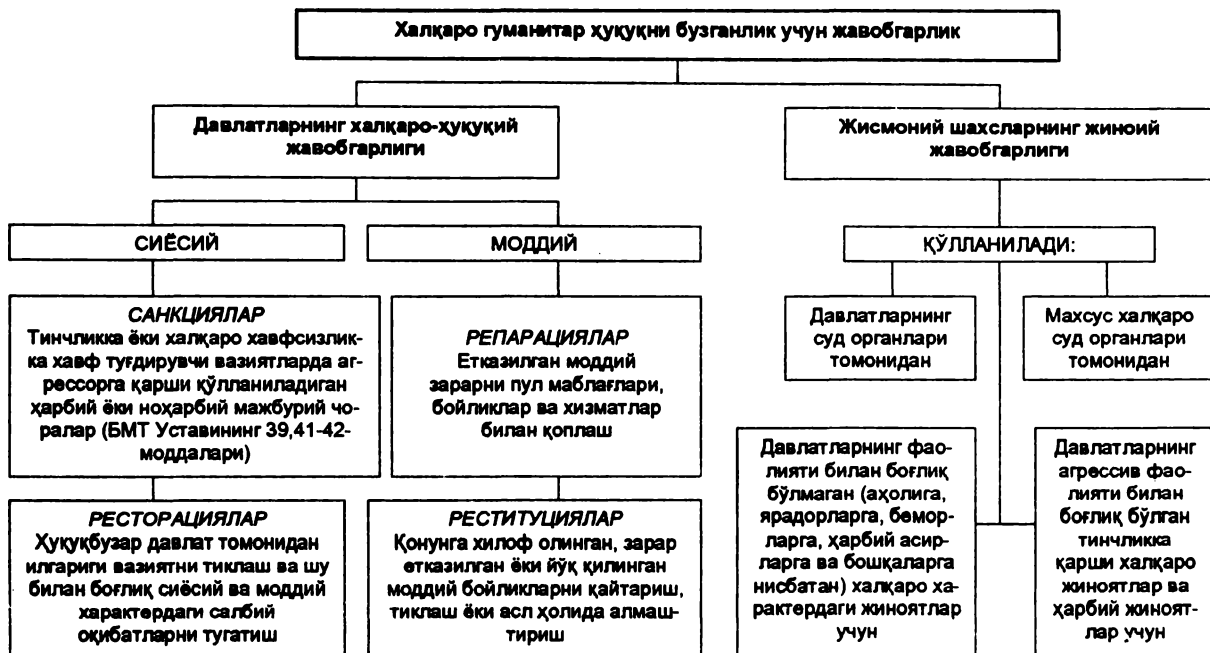 Халқаро гуманитар ҳуқуқни бузганлик учун жавобгарлик
Давлатларнинг халқаро-ҳуқуқий
жавобгарлиги
Жисмоний шахсларнинг жиноий
жавобгарлиги
СИЁСИЙ
МОДДИЙ
ҚЎЛЛАНИЛАДИ:
САНКЦИЯЛАР
Тинчликка ёки халқаро хавфсизлик-
ка хавф туғдирувчи вазиятларда аг-
рессорга қарши қўлланиладиган
ҳарбий ёки ноҳарбий мажбурий чо-
ралар (БМТ Уставининг 39,41-42-
моддалари)
РЕПАРАЦИЯЛАР
Етказилган моддий
зарарни пул маблағлари,
бойликлар ва хизматлар
билан қоплаш
Давлатларнинг
суд органлари
томонидан
Махсус халқаро
суд органлари
томонидан
РЕСТОРАЦИЯЛАР
Ҳуқуқбузар давлат томонидан
илгариги вазиятни тиклаш ва шу
билан боғлиқ сиёсий ва моддий
характердаги салбий
оқибатларни тугатиш
РЕСТИТУЦИЯЛАР
Қонунга хилоф олинган, зарар
етказилган ёки йўқ қилинган
моддий бойликларни қайтариш,
тиклаш ёки асл ҳолида алмаш-
тириш
Давлатларнинг фао-
лияти билан боғлиқ
бўлмаган (аҳолига,
ярадорларга, бемор-
ларга, ҳарбий асир-
ларга ва бошқаларга
нисбатан) халқаро ха-
рактердаги жиноятлар
учун
Давлатларнинг
агрессив фао-
лияти билан
боғлиқ бўлган
тинчликка
қарши халқаро
жиноятлар ва
ҳарбий жиноят-
лар учун